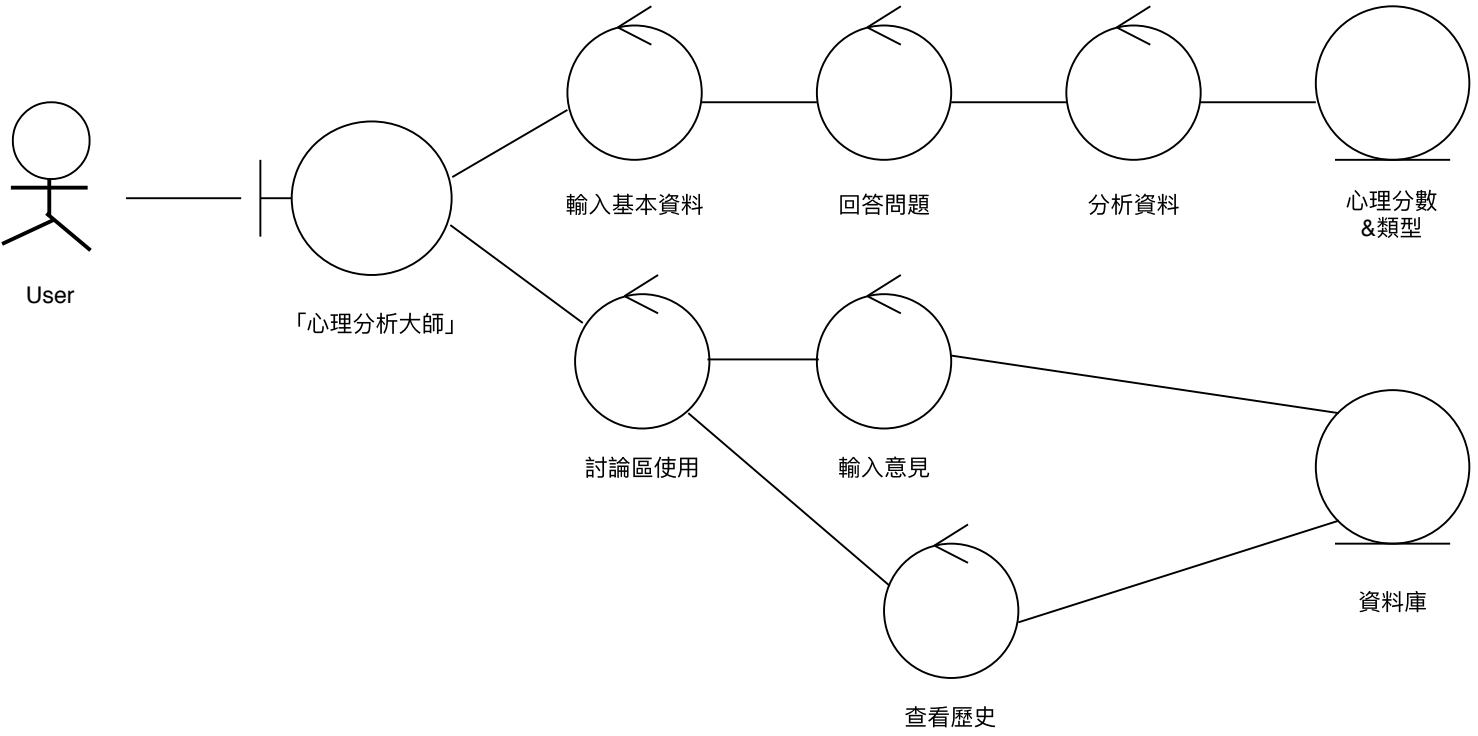 輸入基本資料
回答問題
分析資料
心理分數
&類型
User
「心理分析大師」
討論區使用
輸入意見
資料庫
查看歷史